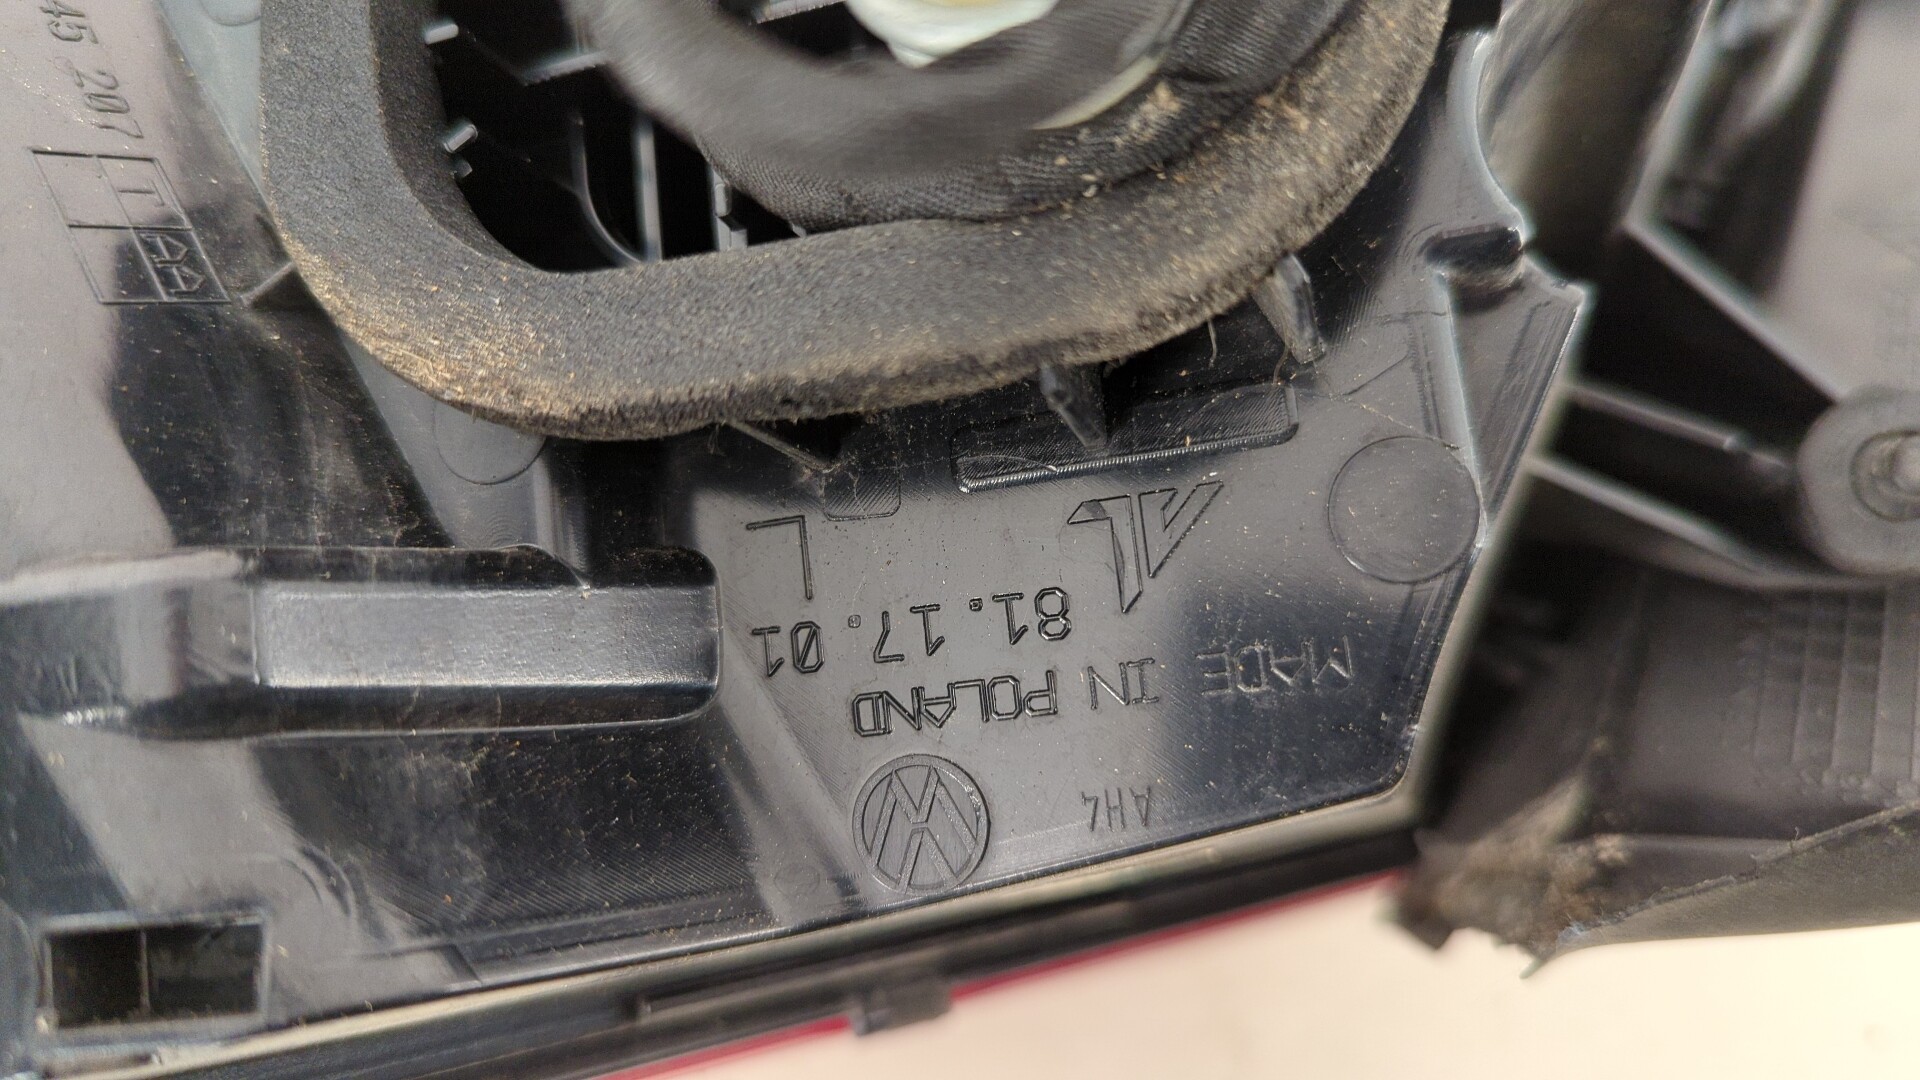 AH4
MADE IN POLAND
81.17.01
AL L
45 207